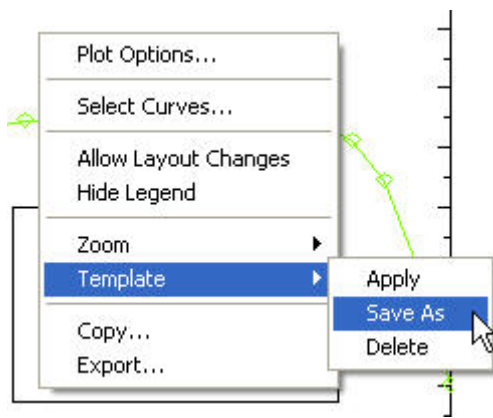 Plot Options...
Select Curves...
Allow Layout Changes
Hide Legend
Zoom
Template
Copy...
Export...
Apply
Save As
Delete